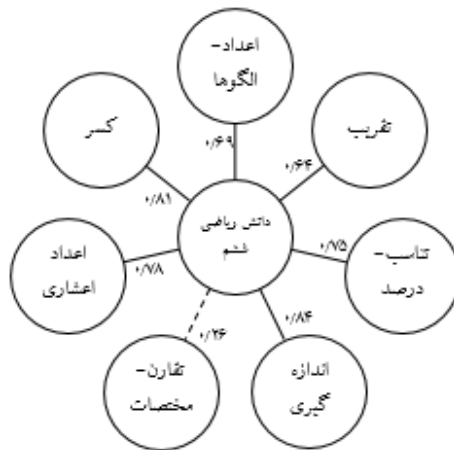 اعداد-
الگوها
تقریب
کسر
۰/۶۹
۰/۶۴
۰/۸۱
دانش ریاضی
ششم
تناسب-
درصد
۰/۷۵
اعداد
اعشاری
۰/۷۸
۰/۸۴
۰/۲۶
اندازه
گیری
تقارن-
مختصات